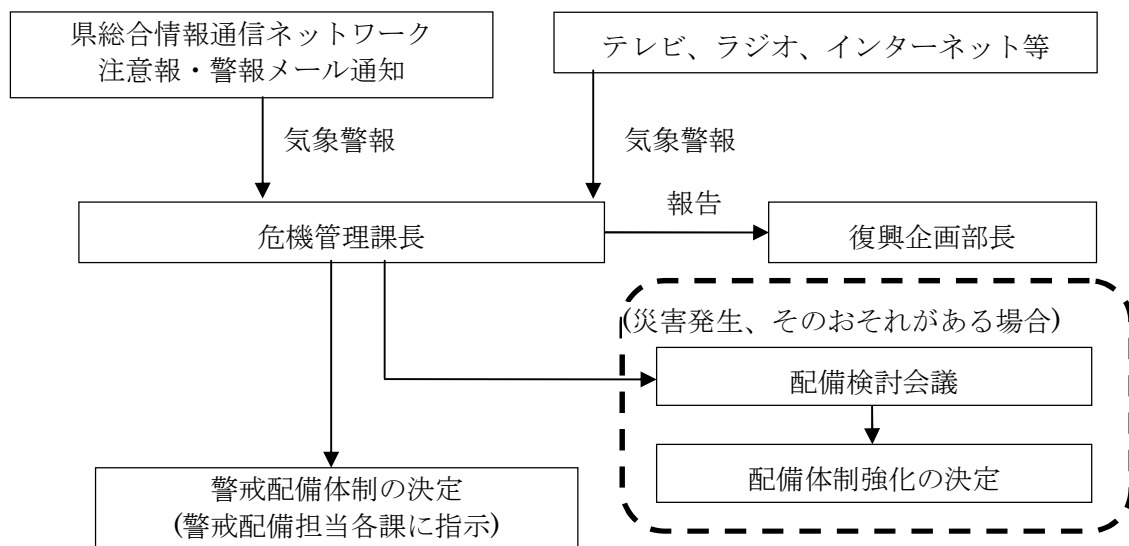 県総合情報通信ネットワーク
注意報・警報メール通知
テレビ、ラジオ、インターネット等
気象警報
気象警報
報告
危機管理課長
復興企画部長
(災害発生、そのおそれがある場合)
配備検討会議
配備体制強化の決定
警戒配備体制の決定
(警戒配備担当各課に指示)